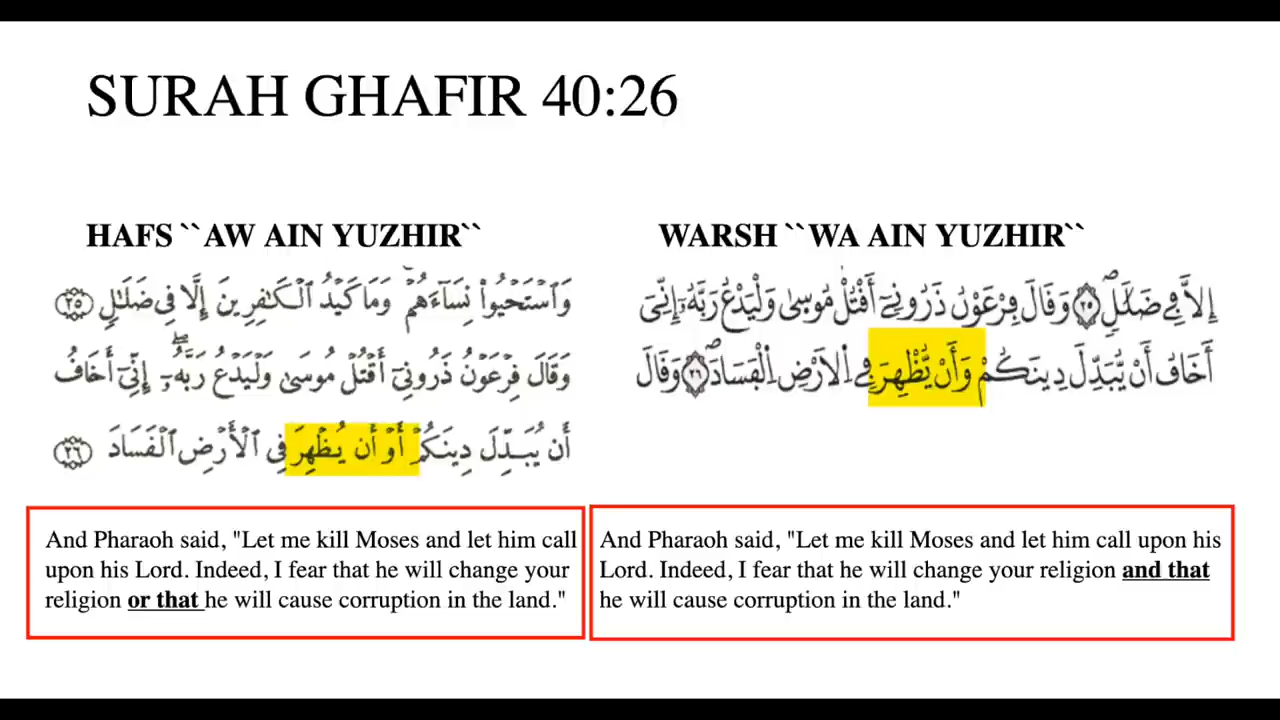 SURAH GHAFIR 40:26
HAFS ``AW AIN YUZHIR``
وَٱسۡتَحۡيُواْ نِسَآءَهُمۡۚ وَمَا كَيۡدُ ٱلۡكَٰفِرِينَ إِلَّا فِي ضَلَٰلٖ ٢٥
وَقَالَ فِرۡعَوۡنُ ذَرُونِيٓ أَقۡتُلۡ مُوسَىٰ وَلۡيَدۡعُ رَبَّهُۥٓۖ إِنِّيٓ أَخَافُ
أَن يُبَدِّلَ دِينَكُمۡ أَوۡ أَن يُظۡهِرَ فِي ٱلۡأَرۡضِ ٱلۡفَسَادَ ٢٦
WARSH ``WA AIN YUZHIR``
إِلاَّ فِے ضَلَٰلٖۖ ٢٥ وَقَالَ فِرْعَوْنُ ذَرُونِےٓ أَقْتُلْ مُوسىٰ وَلْيَدْعُ رَبَّهُۥٓ إِنِّيَ
أَخَافُ أَنْ يُّبَدِّلَ دِينَكُمْ وَأَنْ يُّظْهِرَ فِے اِ۬لَارْضِ اِ۬لْفَسَادَۖ ٢٦ وَقَالَ
And Pharaoh said, "Let me kill Moses and let him call
upon his Lord. Indeed, I fear that he will change your
religion or that he will cause corruption in the land."
And Pharaoh said, "Let me kill Moses and let him call upon his
Lord. Indeed, I fear that he will change your religion and that
he will cause corruption in the land."